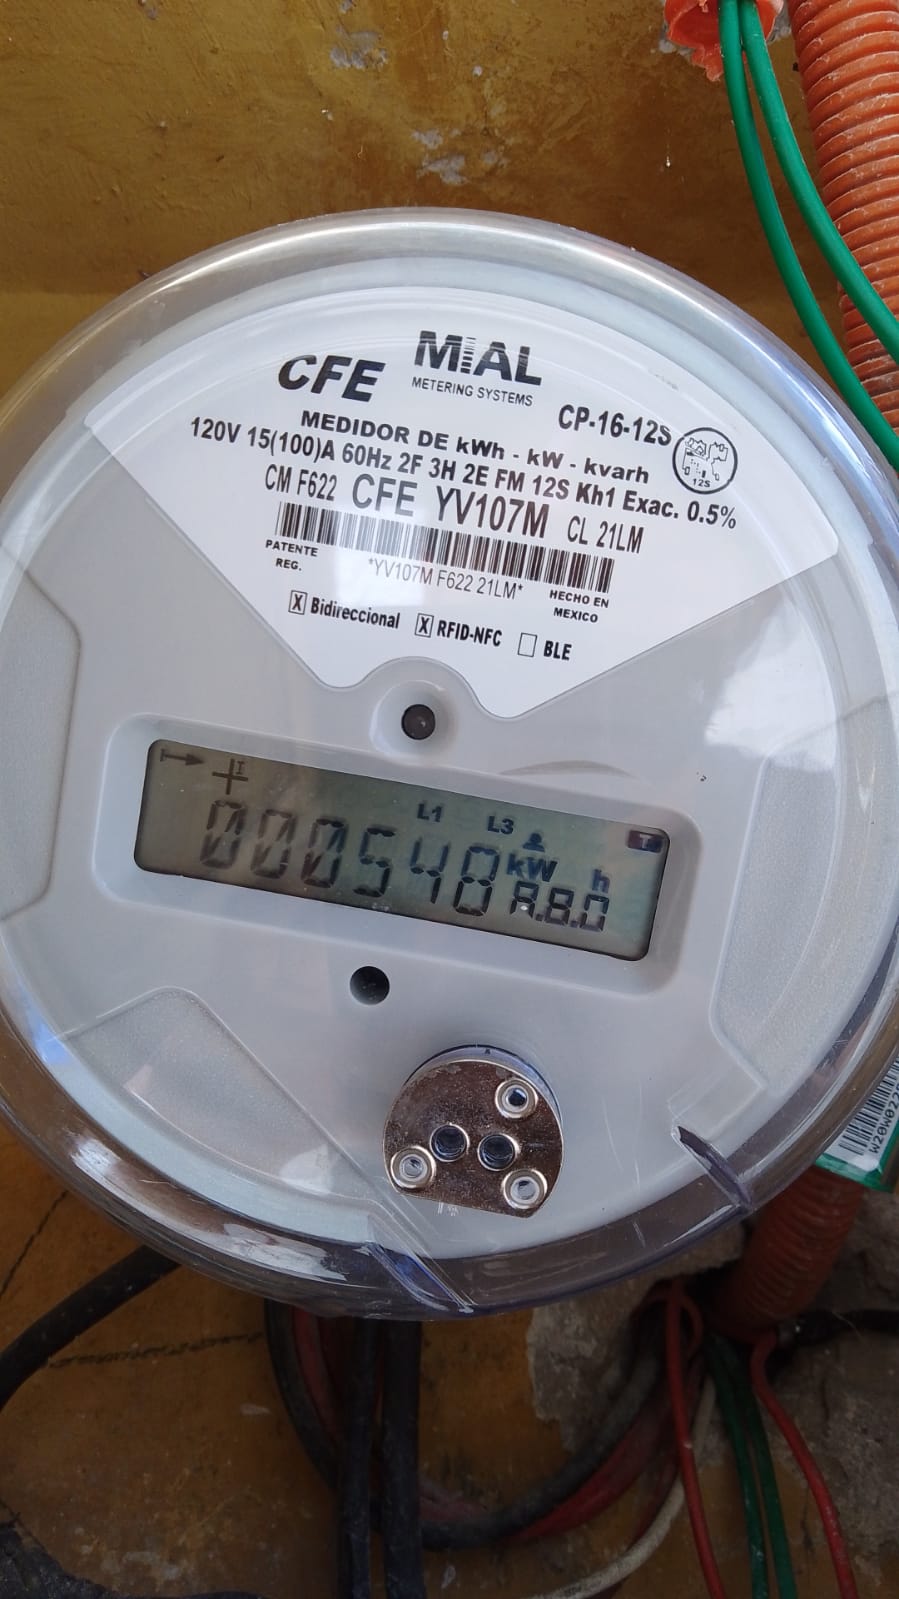 CFE MIAL
METERING SYSTEMS
CP-16-12S
MEDIDOR DE kWh - kW - kvarh
120V 15(100)A 60Hz 2F 3H 2E FM 12S Kh1 Exac. 0.5%
12S
CM F622 CFE YV107M CL 21LM
PATENTE
REG.
*YV107M F622 21LM*
HECHO EN
MEXICO
X Bidireccional X RFID-NFC BLE
L1 L3 T
000548 kW h
A.8.0